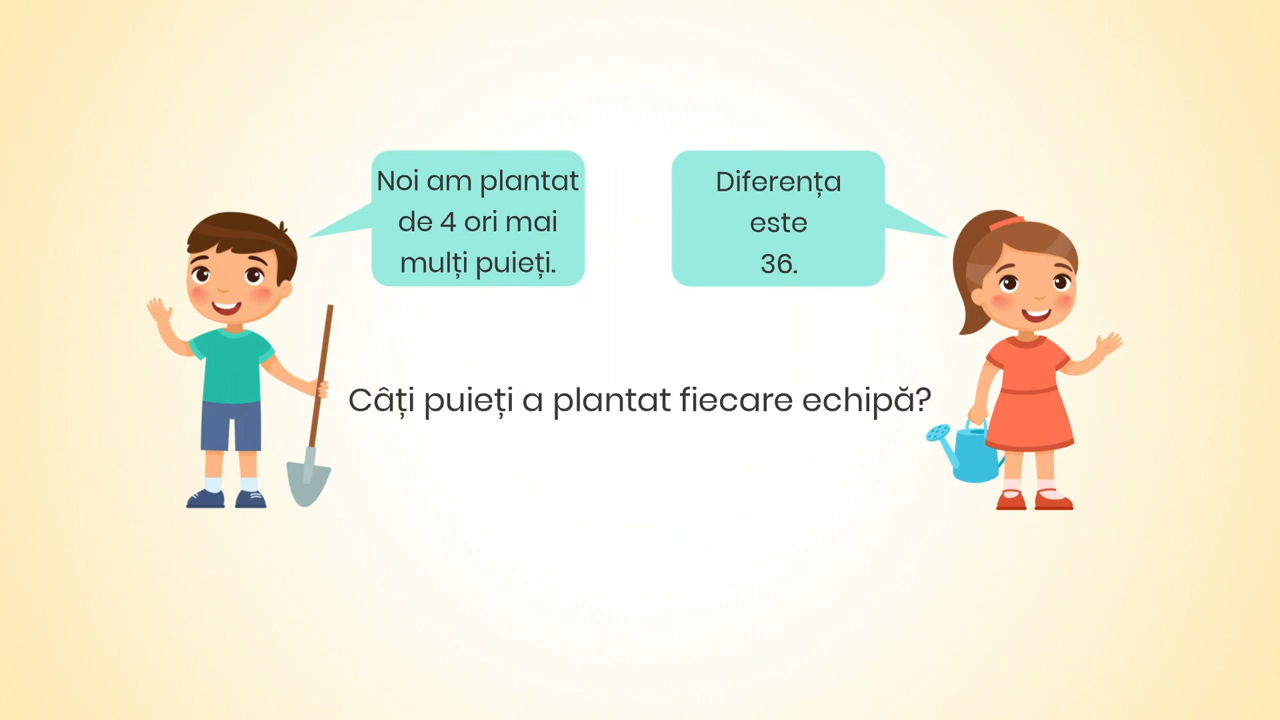 Noi am plantat
de 4 ori mai
mulți puieți.
Diferența
este
36.
Câți puieți a plantat fiecare echipă?